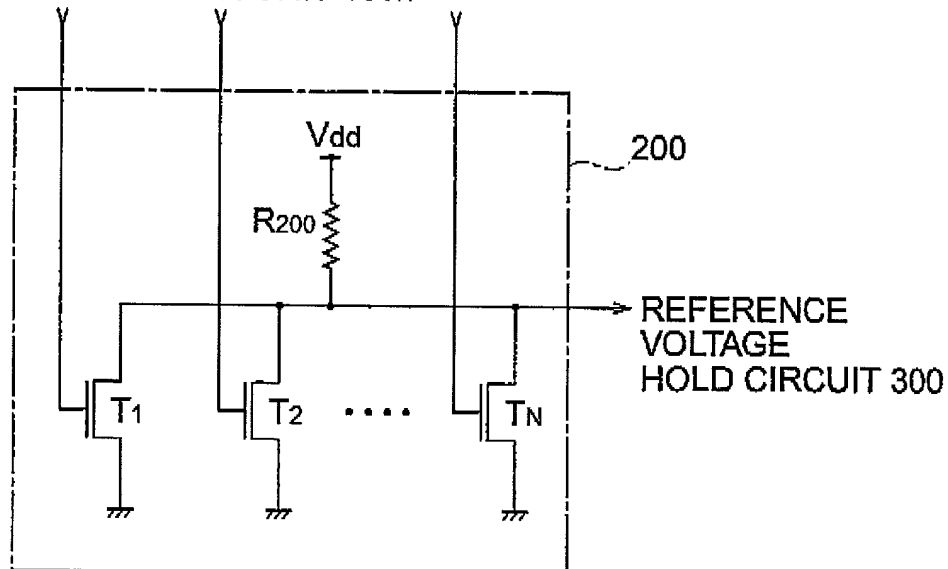 Vdd
200
R200
REFERENCE
VOLTAGE
HOLD CIRCUIT 300
T1
T2
TN